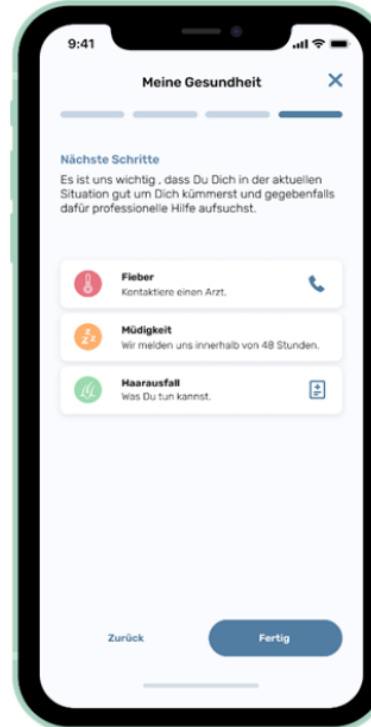 9:41
Meine Gesundheit
Nächste Schritte
Es ist uns wichtig , dass Du Dich in der aktuellen
Situation gut um Dich kümmerst und gegebenfalls
dafür professionelle Hilfe aufsuchst.
Fieber
Kontaktiere einen Arzt.
z z z
Müdigkeit
Wir melden uns innerhalb von 48 Stunden.
Haarausfall
Was Du tun kannst.
Zurück
Fertig